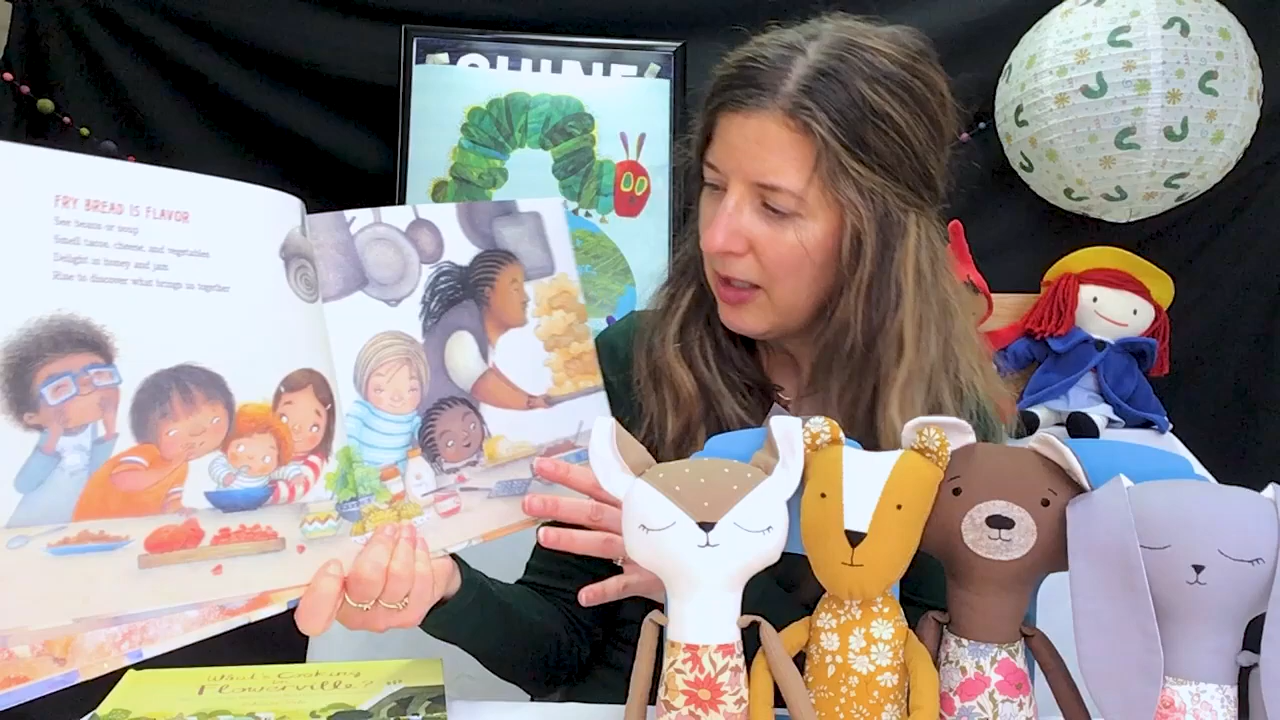 SHINE
FRY BREAD IS FLAVOR
See beans or soup
Smell tacos, cheese, and vegetables
Delight in honey and jam
Rise to discover what brings us together
What's Cooking
Flowerville?